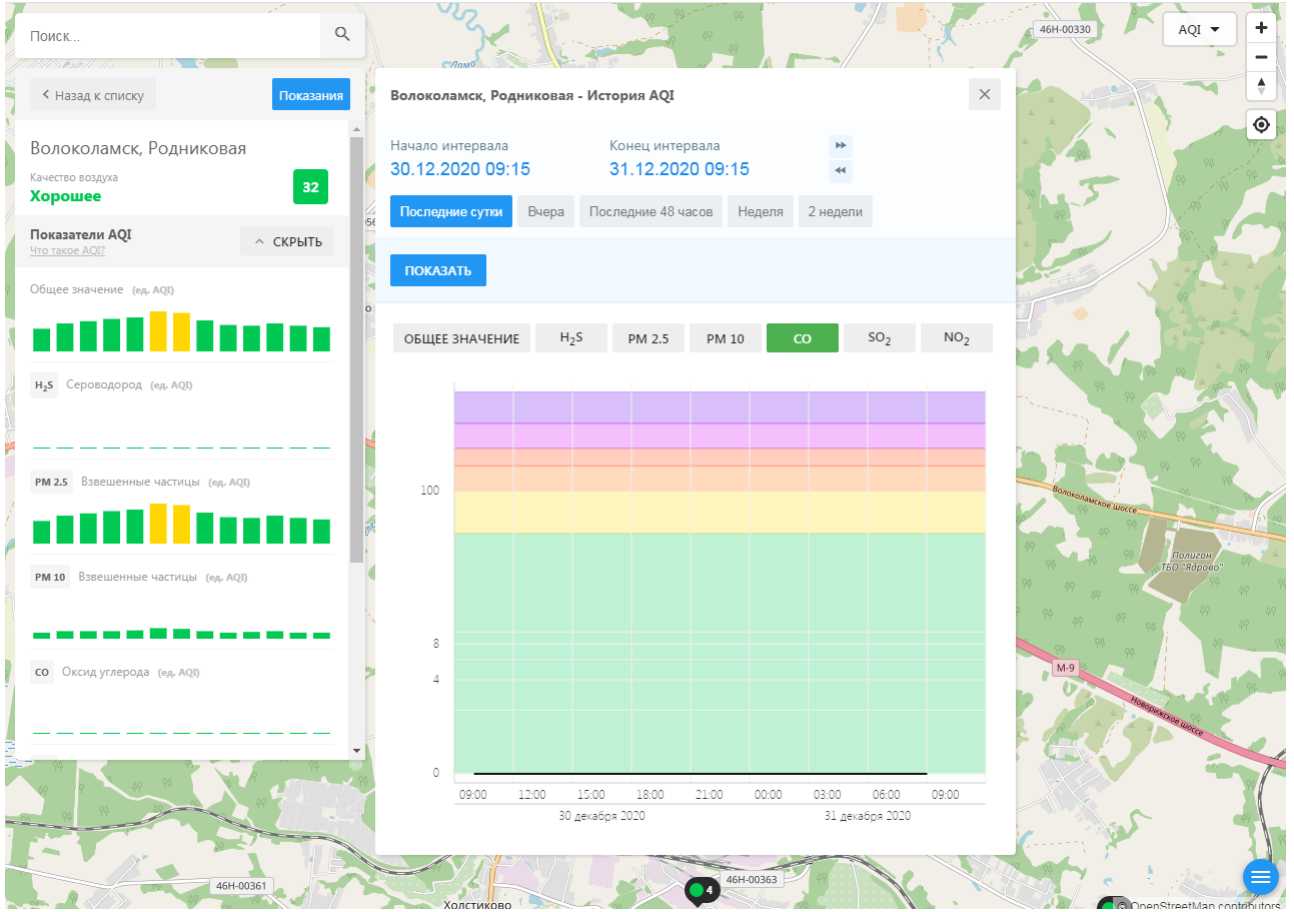 Поиск...
46Н-00330
AQI
Лама
Назад к списку
Показания
Волоколамск, Родниковая
Качество воздуха
Хорошее
32
Показатели AQI
Что такое AQI?
СКРЫТЬ
Общее значение (ед. AQI)
H₂S Сероводород (ед. AQI)
PM 2.5 Взвешенные частицы (ед. AQI)
PM 10 Взвешенные частицы (ед. AQI)
CO Оксид углерода (ед. AQI)
Волоколамск, Родниковая - История AQI
Начало интервала
30.12.2020 09:15
Конец интервала
31.12.2020 09:15
Последние сутки
Вчера
Последние 48 часов
Неделя
2 недели
ПОКАЗАТЬ
ОБЩЕЕ ЗНАЧЕНИЕ
H₂S
PM 2.5
PM 10
CO
SO₂
NO₂
100
8
4
0
09:00 12:00 15:00 18:00 21:00 00:00 03:00 06:00 09:00
30 декабря 2020 31 декабря 2020
Волоколамское шоссе
Полигон
ТБО "Ядрово"
М-9
Новорижское шоссе
46Н-00361
4
46Н-00363
Холстиково
© OpenStreetMap contributors